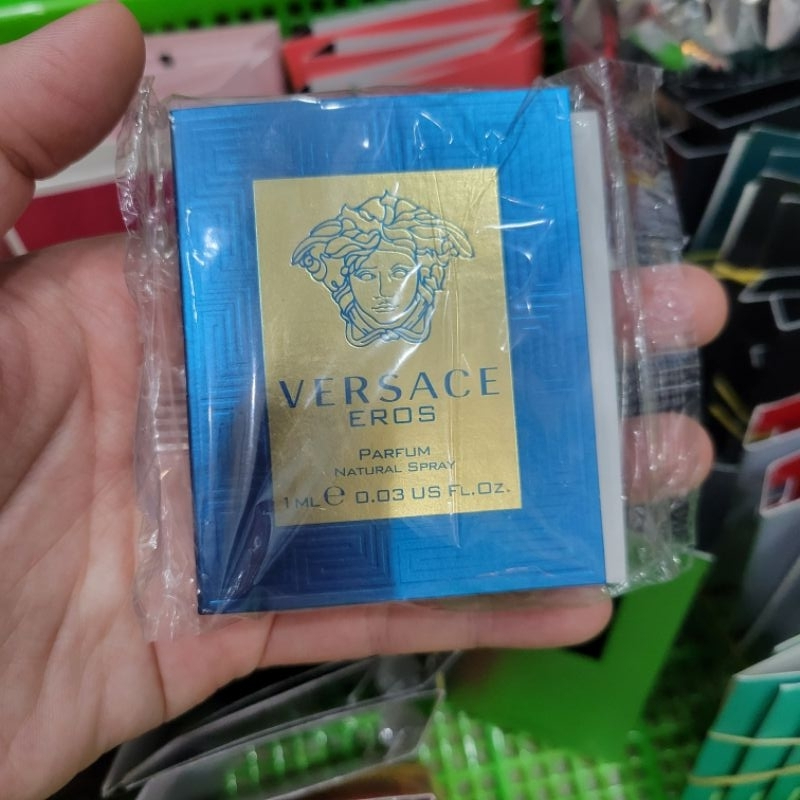 VERSACE
EROS
PARFUM
NATURAL SPRAY
1 ML ℮ 0.03 US FL.OZ.